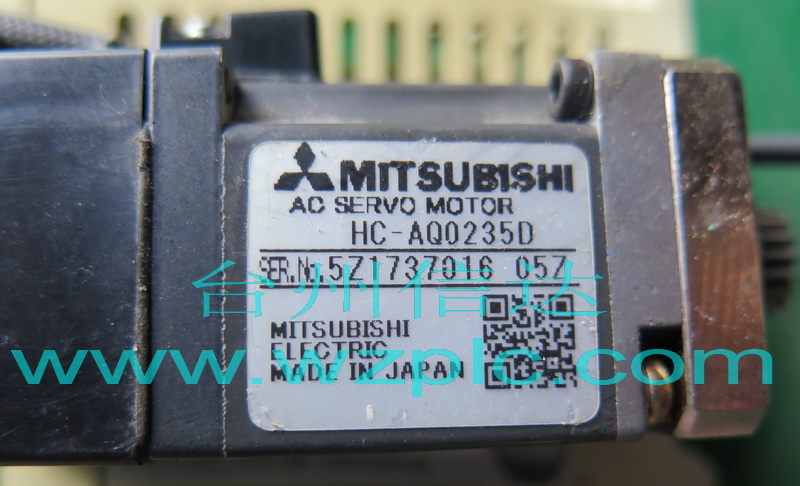 MITSUBISHI
AC SERVO MOTOR
HC-AQ0235D
SER.No.5Z1737016 05Z
台州信达
MITSUBISHI
ELECTRIC
www.wzplc.com
MADE IN JAPAN